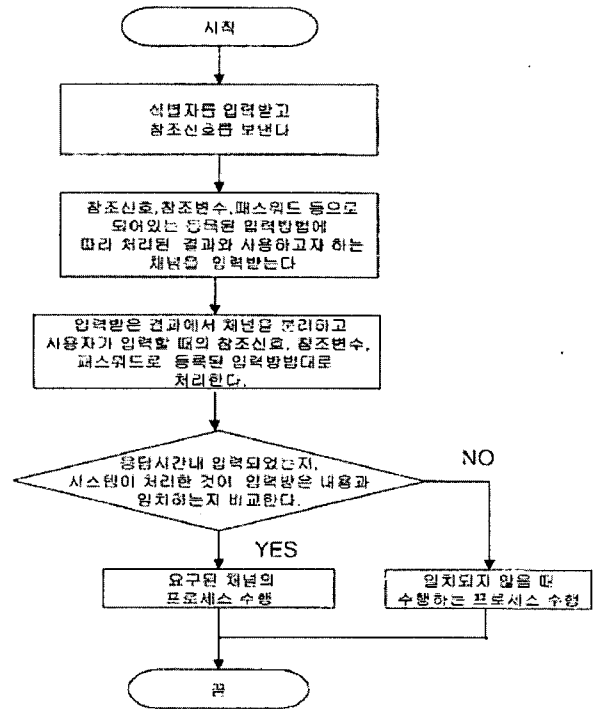 시작
식별자를 입력받고
참조신호를 보낸다
참조신호,참조변수,패스워드 등으로
되어있는 등록된 입력방법에
따라 처리된 결과와 사용하고자 하는
채널을 입력받는다
입력받은 결과에서 채널을 분리하고
사용자가 입력할 때의 참조신호, 참조변수,
패스워드로 등록된 입력방법대로
처리한다.
응답시간내 입력되었는지,
시스템이 처리한 것이 입력받은 내용과
일치하는지 비교한다.
NO
YES
요구된 채널의
프로세스 수행
일치되지 않을 때
수행하는 프로세스 수행
끝